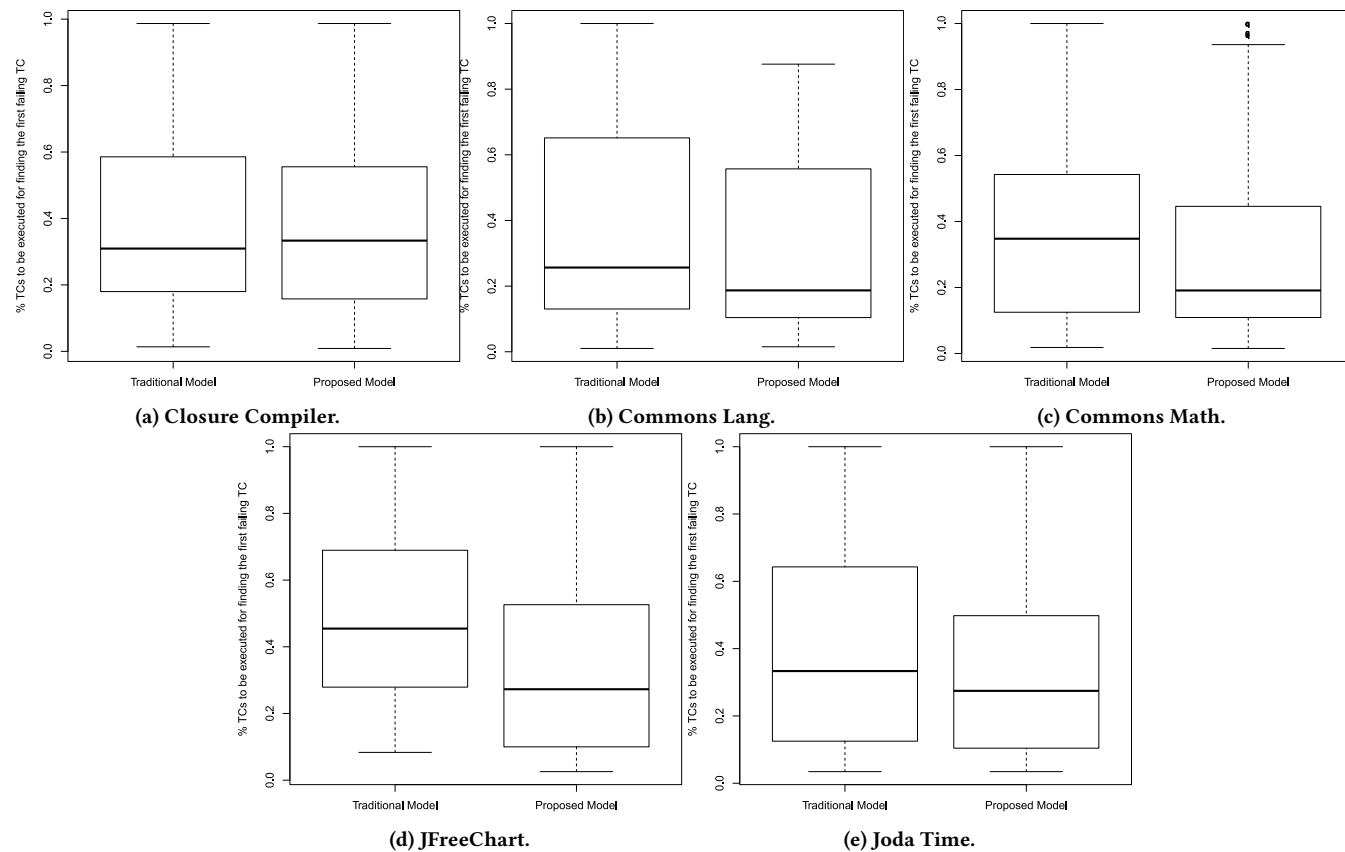 % TCs to be executed for finding the first failing TC
1.0
0.8
0.6
0.4
0.2
0.0
Traditional Model
Proposed Model
(a) Closure Compiler.
% TCs to be executed for finding the first failing TC
1.0
0.8
0.6
0.4
0.2
0.0
Traditional Model
Proposed Model
(b) Commons Lang.
% TCs to be executed for finding the first failing TC
1.0
0.8
0.6
0.4
0.2
0.0
Traditional Model
Proposed Model
(c) Commons Math.
% TCs to be executed for finding the first failing TC
1.0
0.8
0.6
0.4
0.2
0.0
Traditional Model
Proposed Model
(d) JFreeChart.
% TCs to be executed for finding the first failing TC
1.0
0.8
0.6
0.4
0.2
0.0
Traditional Model
Proposed Model
(e) Joda Time.